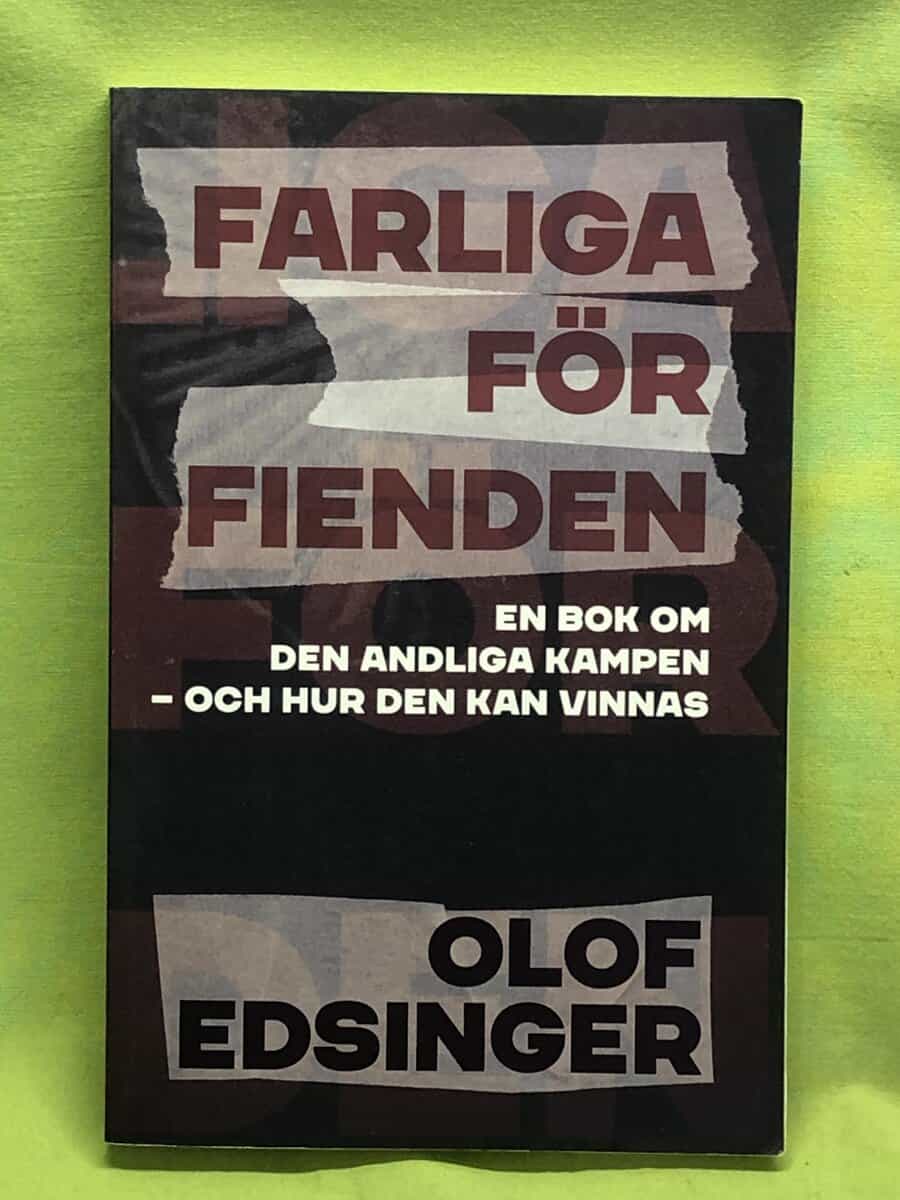 FARLIGA
FÖR
FIENDEN
EN BOK OM
DEN ANDLIGA KAMPEN
– OCH HUR DEN KAN VINNAS
OLOF
EDSINGER